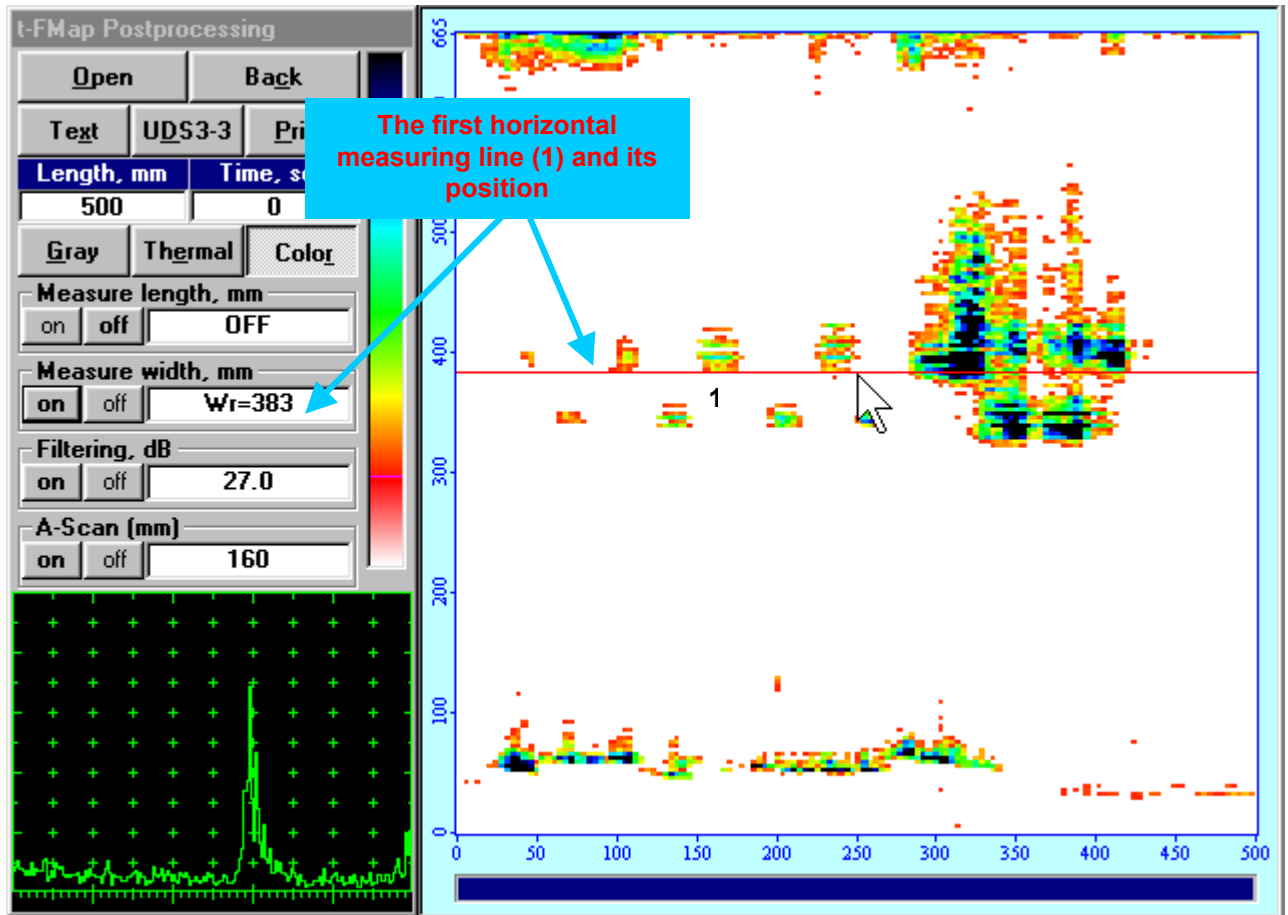 t-FMap Postprocessing
Open
Back
Text
UDS3-3
Length, mm
500
0
Gray
Thermal
Color
Measure length, mm
on
off
OFF
Measure width, mm
on
off
Wr=383
Filtering, dB
on
off
27.0
A-Scan (mm)
on
off
160
The first horizontal
measuring line (1) and its
position
665
500
400
300
200
100
0
1
0
50
100
150
200
250
300
350
400
450
500